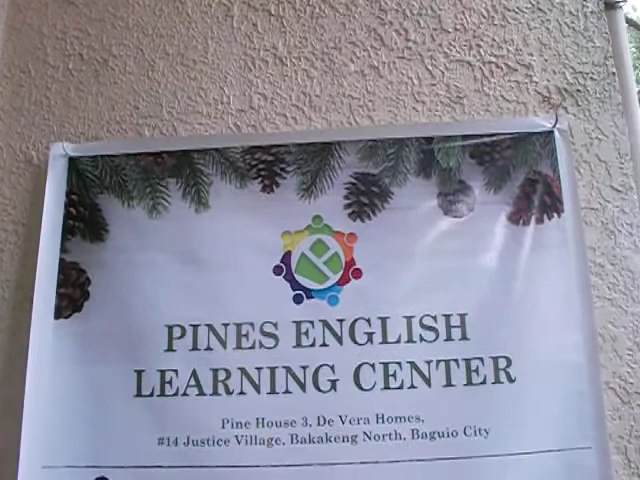 PINES ENGLISH
LEARNING CENTER
Pine House 3, De Vera Homes,
#14 Justice Village, Bakakeng North, Baguio City